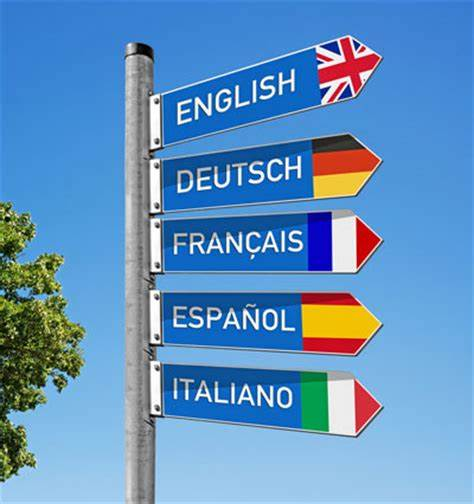 ENGLISH
DEUTSCH
FRANÇAIS
ESPAÑOL
ITALIANO